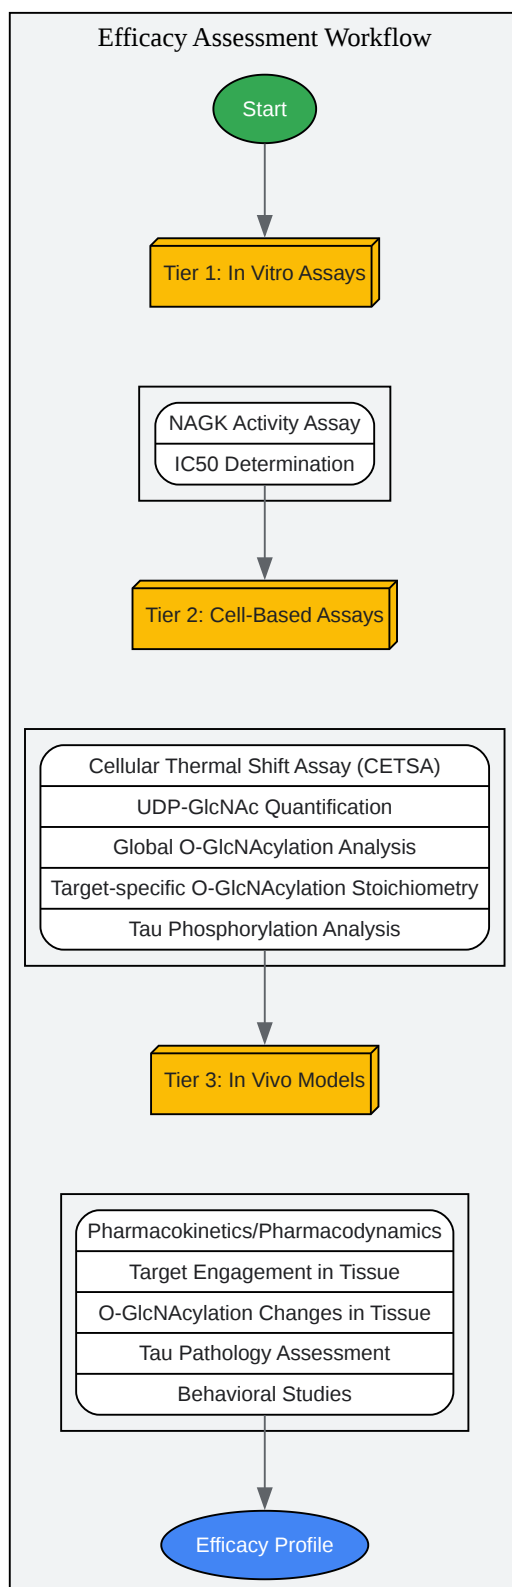 Efficacy Assessment Workflow
Start
Tier 1: In Vitro Assays
NAGK Activity Assay
IC50 Determination
Tier 2: Cell-Based Assays
Cellular Thermal Shift Assay (CETSA)
UDP-GlcNAc Quantification
Global O-GlcNAcylation Analysis
Target-specific O-GlcNAcylation Stoichiometry
Tau Phosphorylation Analysis
Tier 3: In Vivo Models
Pharmacokinetics/Pharmacodynamics
Target Engagement in Tissue
O-GlcNAcylation Changes in Tissue
Tau Pathology Assessment
Behavioral Studies
Efficacy Profile